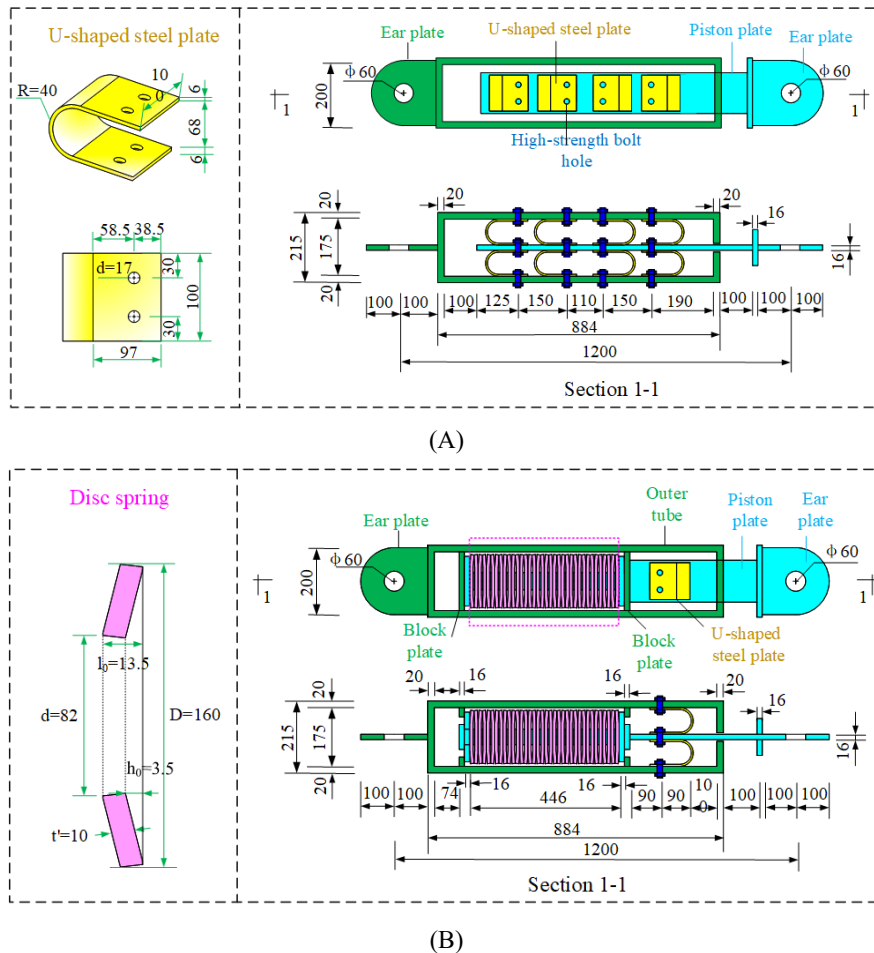 U-shaped steel plate
R=40
10
0
6
68
6
58.5 38.5
d=17
30
100
30
97
Ear plate
U-shaped steel plate
Piston plate
Ear plate
ϕ60
ϕ60
200
1
1
High-strength bolt
hole
20
20
20
16
215
175
16
20
100
100
100
125
150
110
150
190
100
100
100
884
1200
Section 1-1
(A)
Disc spring
l₀=13.5
d=82
D=160
h₀=3.5
t'=10
Ear plate
Outer
tube
Piston
plate
Ear
plate
ϕ60
ϕ60
200
1
1
Block
plate
Block
plate
U-shaped
steel plate
20
20
16
16
20
16
215
175
16
20
16
16
100
100
74
446
90
90
10
0
100
100
100
884
1200
Section 1-1
(B)